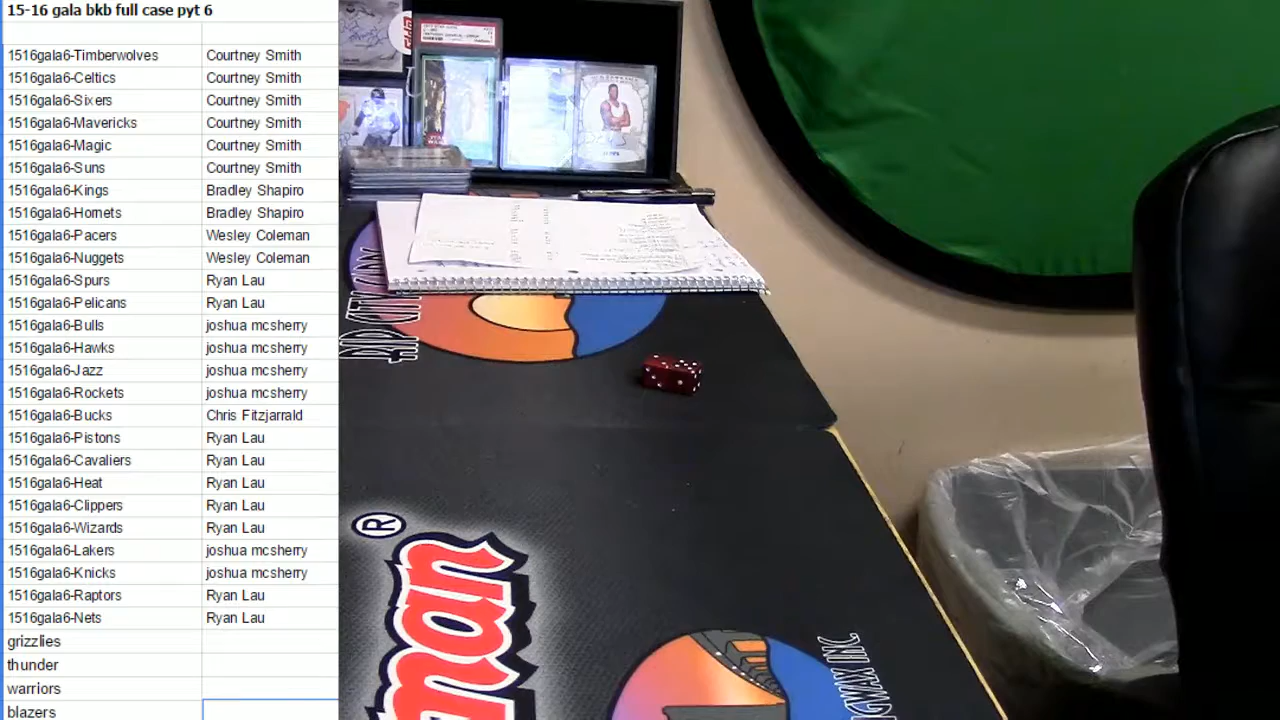 15-16 gala bkb full case pyt 6
1516gala6-Timberwolves Courtney Smith
1516gala6-Celtics Courtney Smith
1516gala6-Sixers Courtney Smith
1516gala6-Mavericks Courtney Smith
1516gala6-Magic Courtney Smith
1516gala6-Suns Courtney Smith
1516gala6-Kings Bradley Shapiro
1516gala6-Hornets Bradley Shapiro
1516gala6-Pacers Wesley Coleman
1516gala6-Nuggets Wesley Coleman
1516gala6-Spurs Ryan Lau
1516gala6-Pelicans Ryan Lau
1516gala6-Bulls joshua mcsherry
1516gala6-Hawks joshua mcsherry
1516gala6-Jazz joshua mcsherry
1516gala6-Rockets joshua mcsherry
1516gala6-Bucks Chris Fitzjarrald
1516gala6-Pistons Ryan Lau
1516gala6-Cavaliers Ryan Lau
1516gala6-Heat Ryan Lau
1516gala6-Clippers Ryan Lau
1516gala6-Wizards Ryan Lau
1516gala6-Lakers joshua mcsherry
1516gala6-Knicks joshua mcsherry
1516gala6-Raptors Ryan Lau
1516gala6-Nets Ryan Lau
grizzlies
thunder
warriors
blazers
RIP CITY
man ®
INC